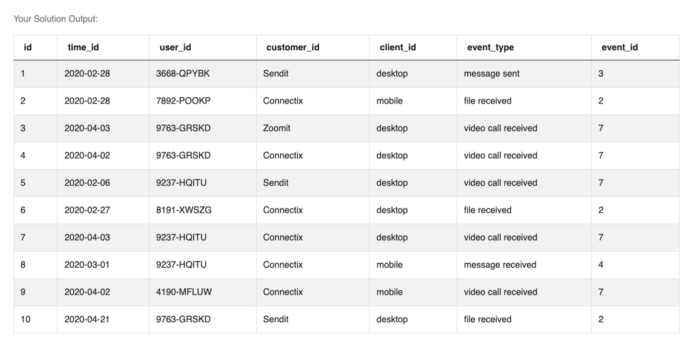 Your Solution Output:
id time_id user_id customer_id client_id event_type event_id
1 2020-02-28 3668-QPYBK Sendit desktop message sent 3
2 2020-02-28 7892-POOKP Connectix mobile file received 2
3 2020-04-03 9763-GRSKD Zoomit desktop video call received 7
4 2020-04-02 9763-GRSKD Connectix desktop video call received 7
5 2020-02-06 9237-HQITU Sendit desktop video call received 7
6 2020-02-27 8191-XWSZG Connectix desktop file received 2
7 2020-04-03 9237-HQITU Connectix desktop video call received 7
8 2020-03-01 9237-HQITU Connectix mobile message received 4
9 2020-04-02 4190-MFLUW Connectix mobile video call received 7
10 2020-04-21 9763-GRSKD Sendit desktop file received 2